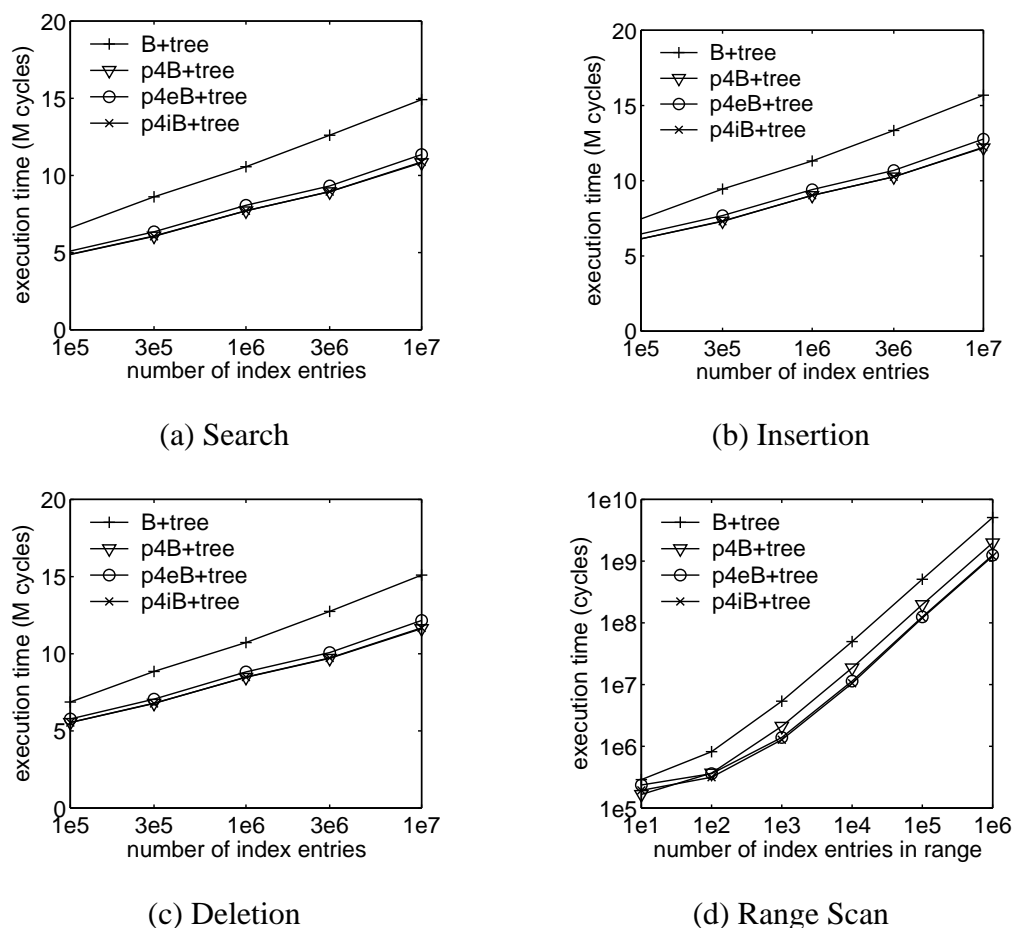 20
15
10
5
0
execution time (M cycles)
B+tree
p4B+tree
p4eB+tree
p4iB+tree
1e5 3e5 1e6 3e6 1e7
number of index entries
(a) Search
20
15
10
5
0
execution time (M cycles)
B+tree
p4B+tree
p4eB+tree
p4iB+tree
1e5 3e5 1e6 3e6 1e7
number of index entries
(b) Insertion
20
15
10
5
0
execution time (M cycles)
B+tree
p4B+tree
p4eB+tree
p4iB+tree
1e5 3e5 1e6 3e6 1e7
number of index entries
(c) Deletion
1e10
1e9
1e8
1e7
1e6
1e5
execution time (cycles)
B+tree
p4B+tree
p4eB+tree
p4iB+tree
1e1 1e2 1e3 1e4 1e5 1e6
number of index entries in range
(d) Range Scan